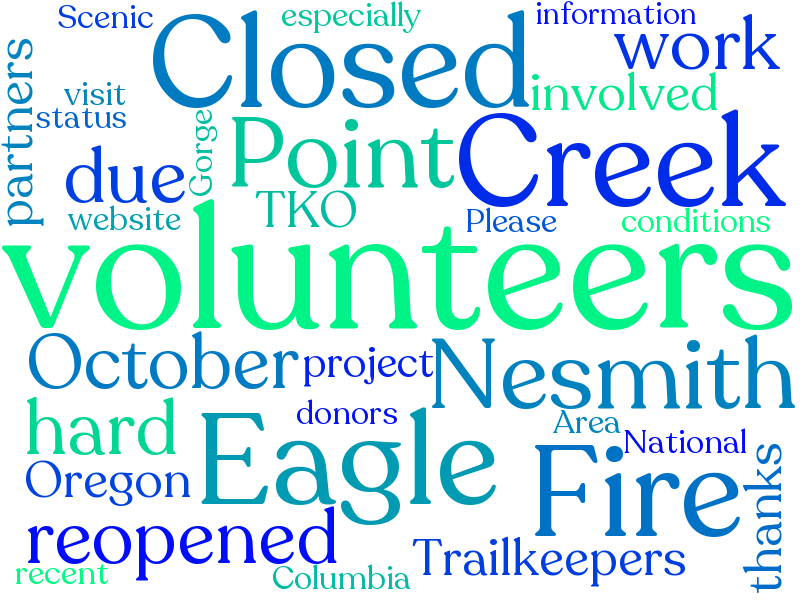 Scenic especially information
Closed work
partners visit involved
status Gorge Point Creek
due
website TKO Please conditions
volunteers
October project Nesmith
hard donors Eagle Area
National
Oregon Fire thanks
reopened
Trailkeepers
recent Columbia